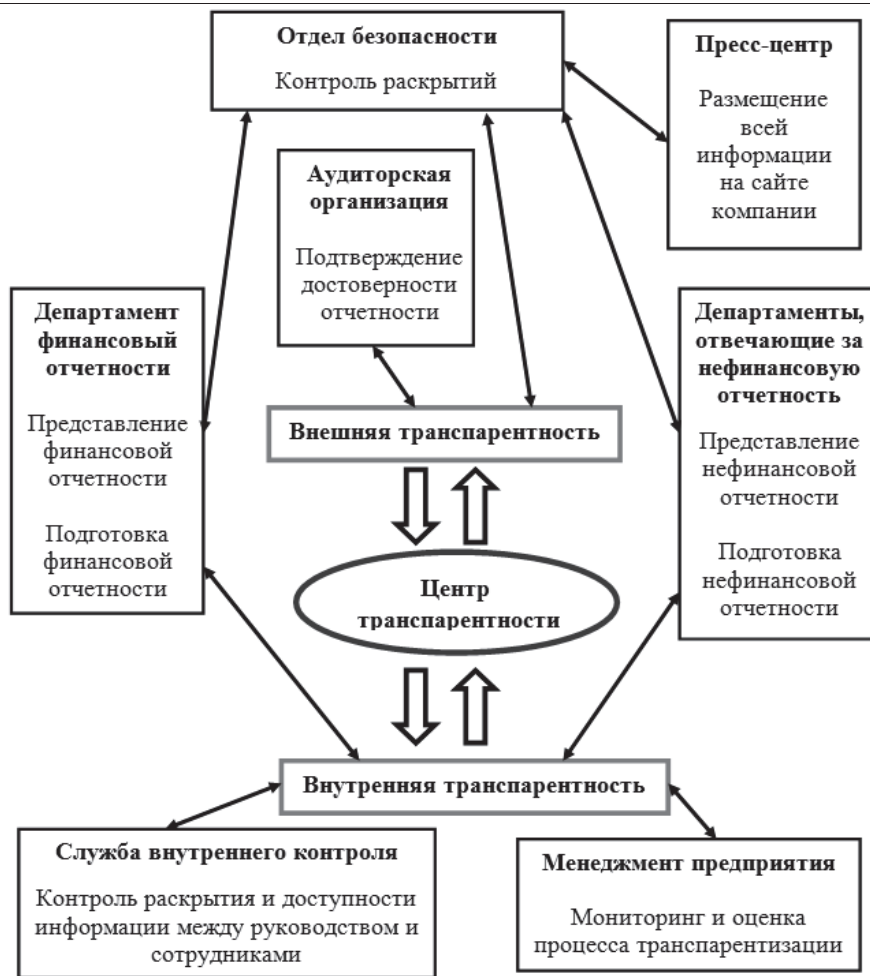 Отдел безопасности
Контроль раскрытий
Пресс-центр
Размещение
всей
информации
на сайте
компании
Аудиторская
организация
Подтверждение
достоверности
отчетности
Департамент
финансовый
отчетности
Представление
финансовой
отчетности
Подготовка
финансовой
отчетности
Департаменты,
отвечающие за
нефинансовую
отчетность
Представление
нефинансовой
отчетности
Подготовка
нефинансовой
отчетности
Внешняя транспарентность
Центр
транспарентности
Внутренняя транспарентность
Служба внутреннего контроля
Контроль раскрытия и доступности
информации между руководством и
сотрудниками
Менеджмент предприятия
Мониторинг и оценка
процесса транспарентизации